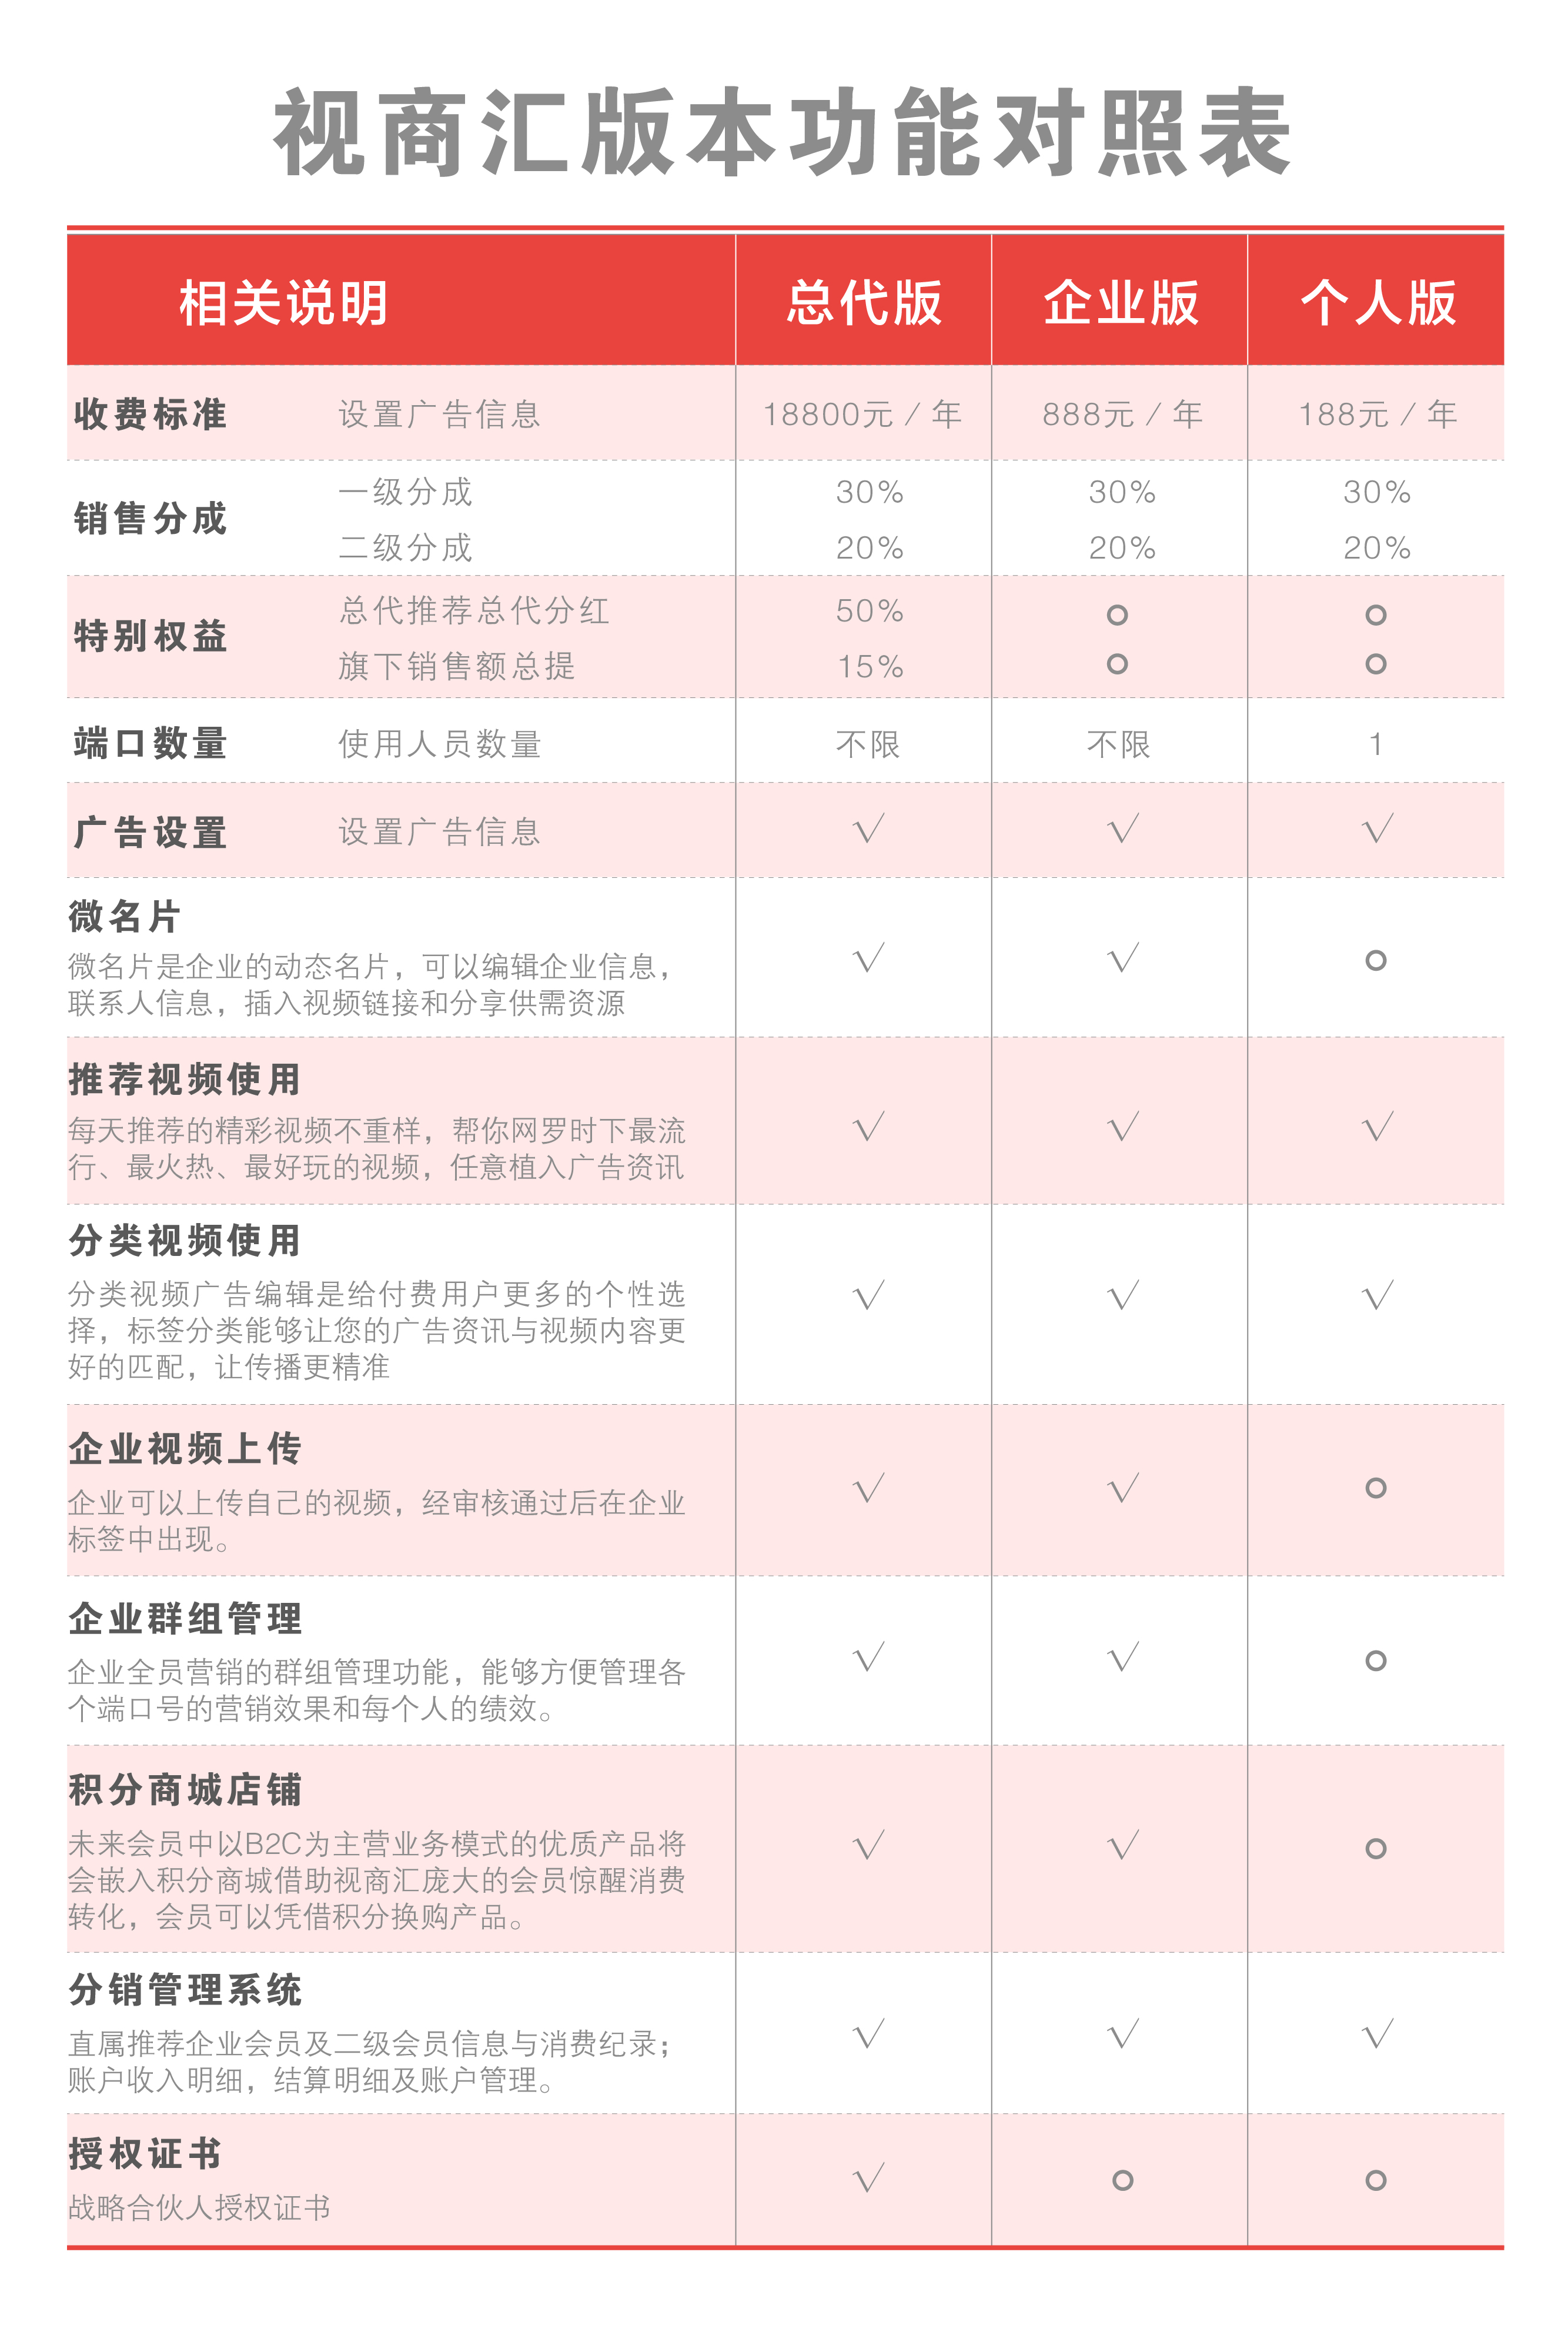 视商汇版本功能对照表
相关说明 总代版 企业版 个人版
收费标准 设置广告信息 18800元 / 年 888元 / 年 188元 / 年
销售分成
一级分成 30% 30% 30%
二级分成 20% 20% 20%
特别权益
总代推荐总代分红 50%
旗下销售额总提 15%
端口数量 使用人员数量 不限 不限 1
广告设置 设置广告信息 √ √ √
微名片
微名片是企业的动态名片，可以编辑企业信息，
联系人信息，插入视频链接和分享供需资源
√ √
推荐视频使用
每天推荐的精彩视频不重样，帮你网罗时下最流
行、最火热、最好玩的视频，任意植入广告资讯
√ √ √
分类视频使用
分类视频广告编辑是给付费用户更多的个性选
择，标签分类能够让您的广告资讯与视频内容更
好的匹配，让传播更精准
√ √ √
企业视频上传
企业可以上传自己的视频，经审核通过后在企业
标签中出现。
√ √
企业群组管理
企业全员营销的群组管理功能，能够方便管理各
个端口号的营销效果和每个人的绩效。
√ √
积分商城店铺
未来会员中以B2C为主营业务模式的优质产品将
会嵌入积分商城借助视商汇庞大的会员惊醒消费
转化，会员可以凭借积分换购产品。
√ √
分销管理系统
直属推荐企业会员及二级会员信息与消费纪录；
账户收入明细，结算明细及账户管理。
√ √ √
授权证书
战略合伙人授权证书
√